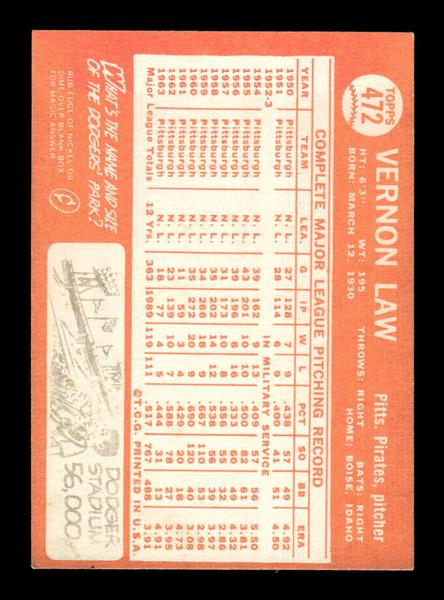 TOPPS
472
VERNON LAW
Pitts. Pirates, pitcher
HT: 6'3" WT: 195 THROWS: RIGHT BATS: RIGHT
BORN: MARCH 12, 1930 HOME: BOISE, IDAHO
COMPLETE MAJOR LEAGUE PITCHING RECORD
YEAR TEAM LEA. G IP W L PCT SO BB ERA
1950 Pittsburgh N.L. 27 128 7 9 .438 57 49 4.92
1951 Pittsburgh N.L. 28 114 6 9 .400 41 51 4.50
1952-3 IN MILITARY SERVICE
1954 Pittsburgh N.L. 39 162 9 13 .409 57 56 5.50
1955 Pittsburgh N.L. 43 201 10 10 .500 82 61 3.81
1956 Pittsburgh N.L. 39 196 8 16 .333 60 49 4.32
1957 Pittsburgh N.L. 31 173 10 8 .556 55 32 2.86
1958 Pittsburgh N.L. 35 202 14 12 .538 56 39 3.96
1959 Pittsburgh N.L. 34 266 18 9 .667 110 53 2.98
1960 Pittsburgh N.L. 35 272 20 9 .690 120 40 3.08
1961 Pittsburgh N.L. 11 59 3 4 .429 20 18
1962 Pittsburgh N.L. 23 139 10 7 .588 78 27 3.95
1963 Pittsburgh N.L. 18 77 4 5 .444 31 13
Major League Totals 12 Yrs. 363 1989 119 111 .517 767 488 3.91
©T.C.G. PRINTED IN U.S.A.
WHAT'S THE NAME AND SIZE
OF THE DODGERS' PARK?
RUB EDGE OF NICKEL OR
DIME OVER BLANK BOX
FOR MAGIC ANSWER
DODGER
STADIUM
56,000